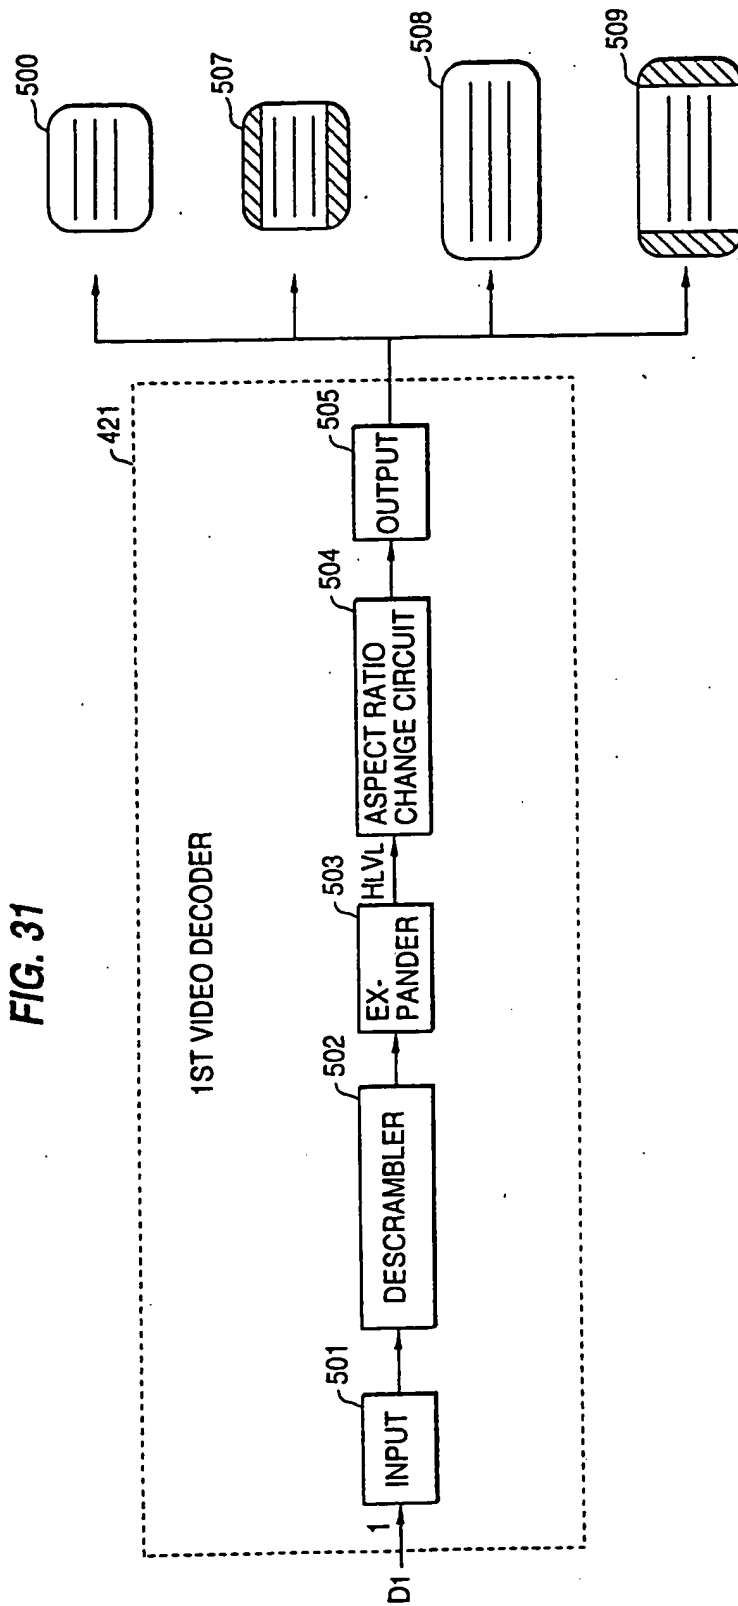 FIG. 31
1ST VIDEO DECODER
421
D1
1
501
INPUT
502
DESCRAMBLER
503
EX-
PANDER
HLVL
504
ASPECT RATIO
CHANGE CIRCUIT
505
OUTPUT
500
507
508
509